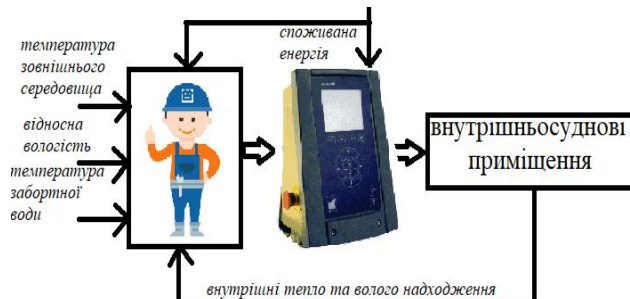 споживана
енергія
температура
зовнішнього
середовища
відносна
вологість
температура
забортної
води
внутрішньосуднові
приміщення
внутрішні тепло та волого надходження